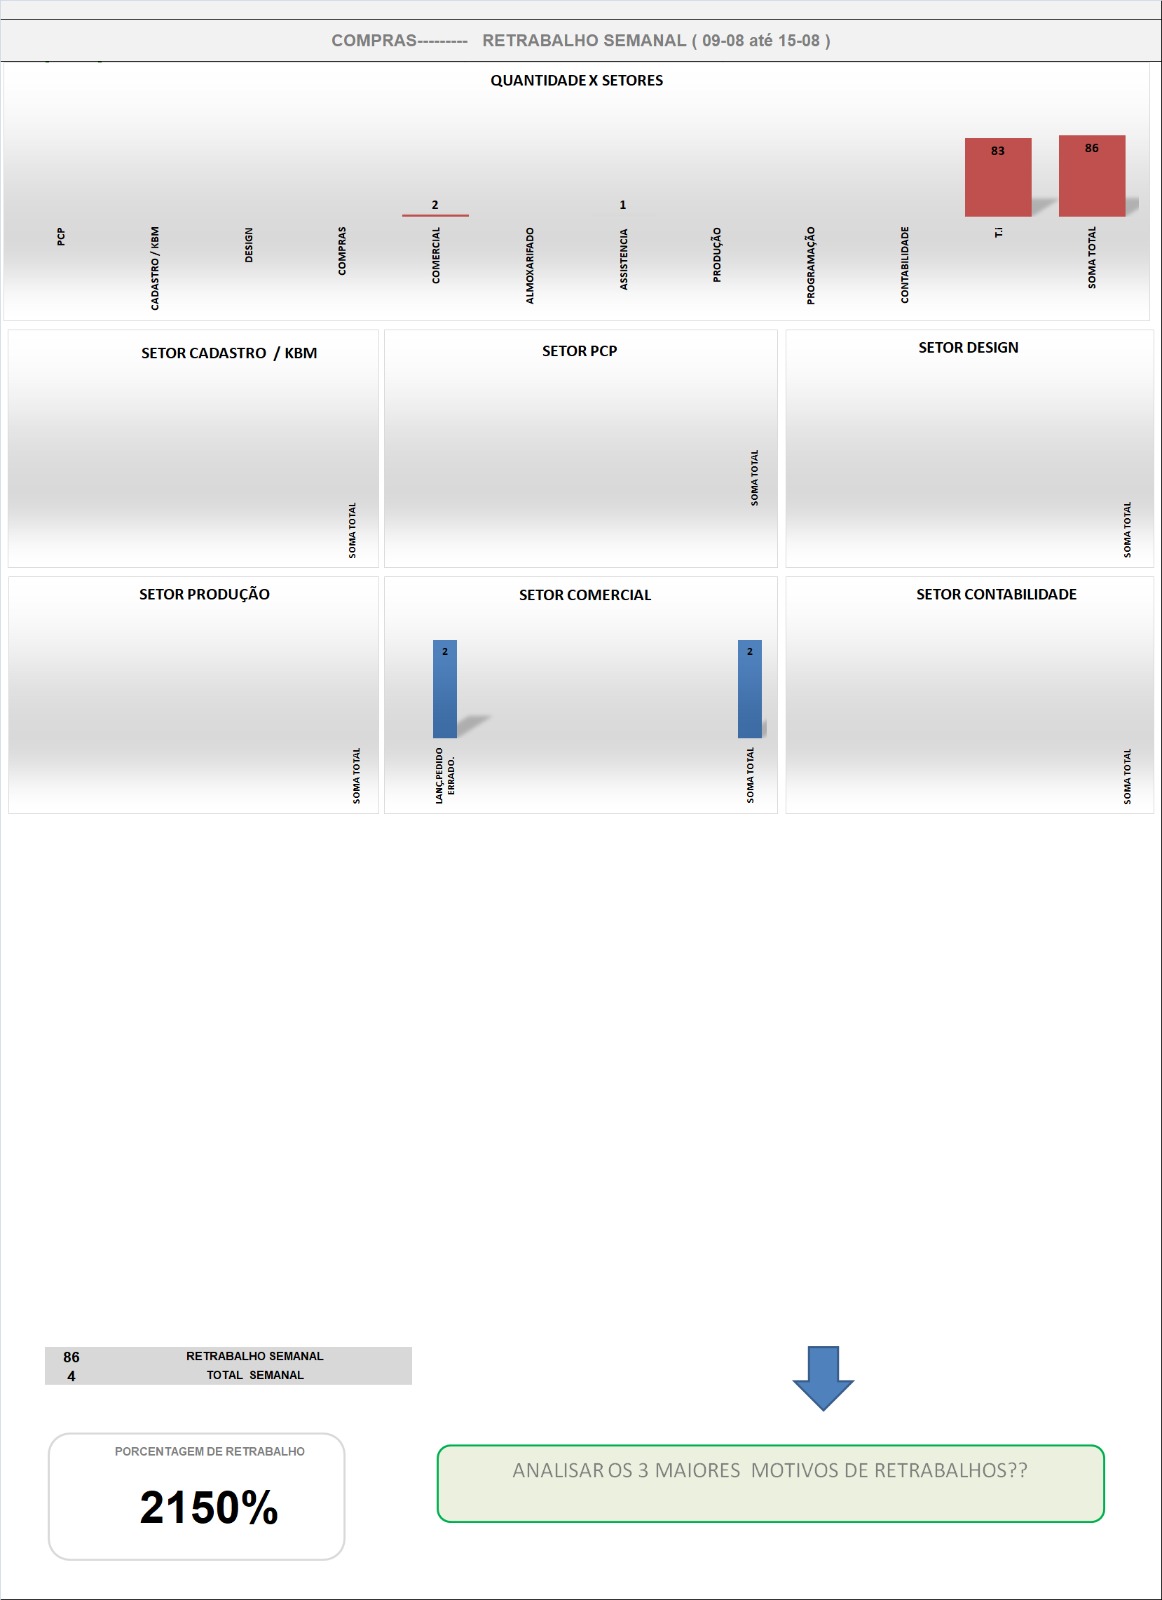 COMPRAS---------   RETRABALHO SEMANAL ( 09-08 até 15-08 )
QUANTIDADE X SETORES
2
1
83
86
PCP
CADASTRO / KBM
DESIGN
COMPRAS
COMERCIAL
ALMOXARIFADO
ASSISTENCIA
PRODUÇÃO
PROGRAMAÇÃO
CONTABILIDADE
T.i
SOMA TOTAL
SETOR CADASTRO  / KBM
SOMA TOTAL
SETOR PCP
SOMA TOTAL
SETOR DESIGN
SOMA TOTAL
SETOR PRODUÇÃO
SOMA TOTAL
SETOR COMERCIAL
2
2
LANÇ.PEDIDO
ERRADO.
SOMA TOTAL
SETOR CONTABILIDADE
SOMA TOTAL
86 RETRABALHO SEMANAL
4 TOTAL  SEMANAL
PORCENTAGEM DE RETRABALHO
2150%
ANALISAR OS 3 MAIORES  MOTIVOS DE RETRABALHOS??